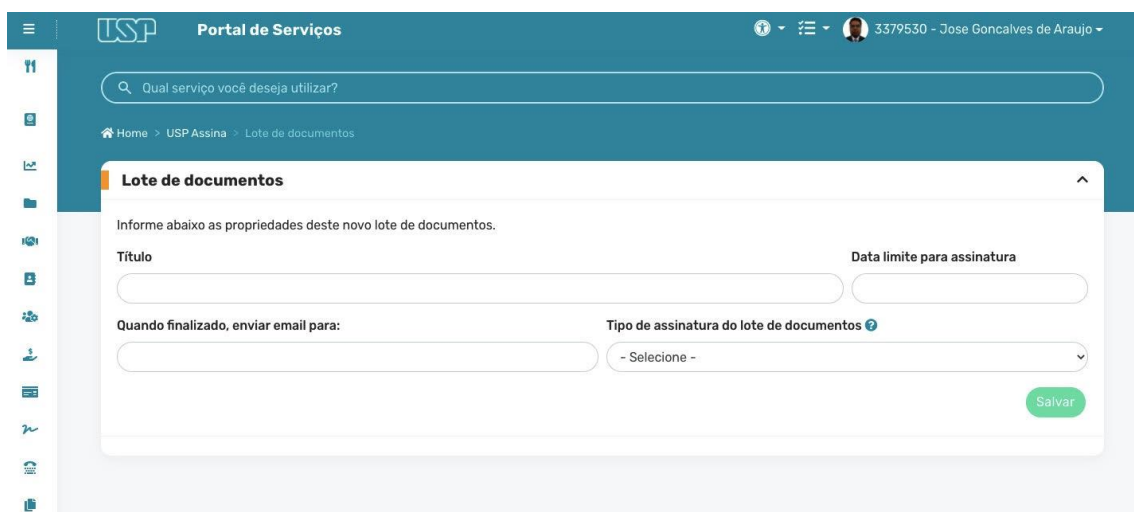 USP Portal de Serviços 3379530 - Jose Goncalves de Araujo
Qual serviço você deseja utilizar?
Home > USP Assina > Lote de documentos
Lote de documentos
Informe abaixo as propriedades deste novo lote de documentos.
Título Data limite para assinatura
Quando finalizado, enviar email para: Tipo de assinatura do lote de documentos ?
- Selecione -
Salvar